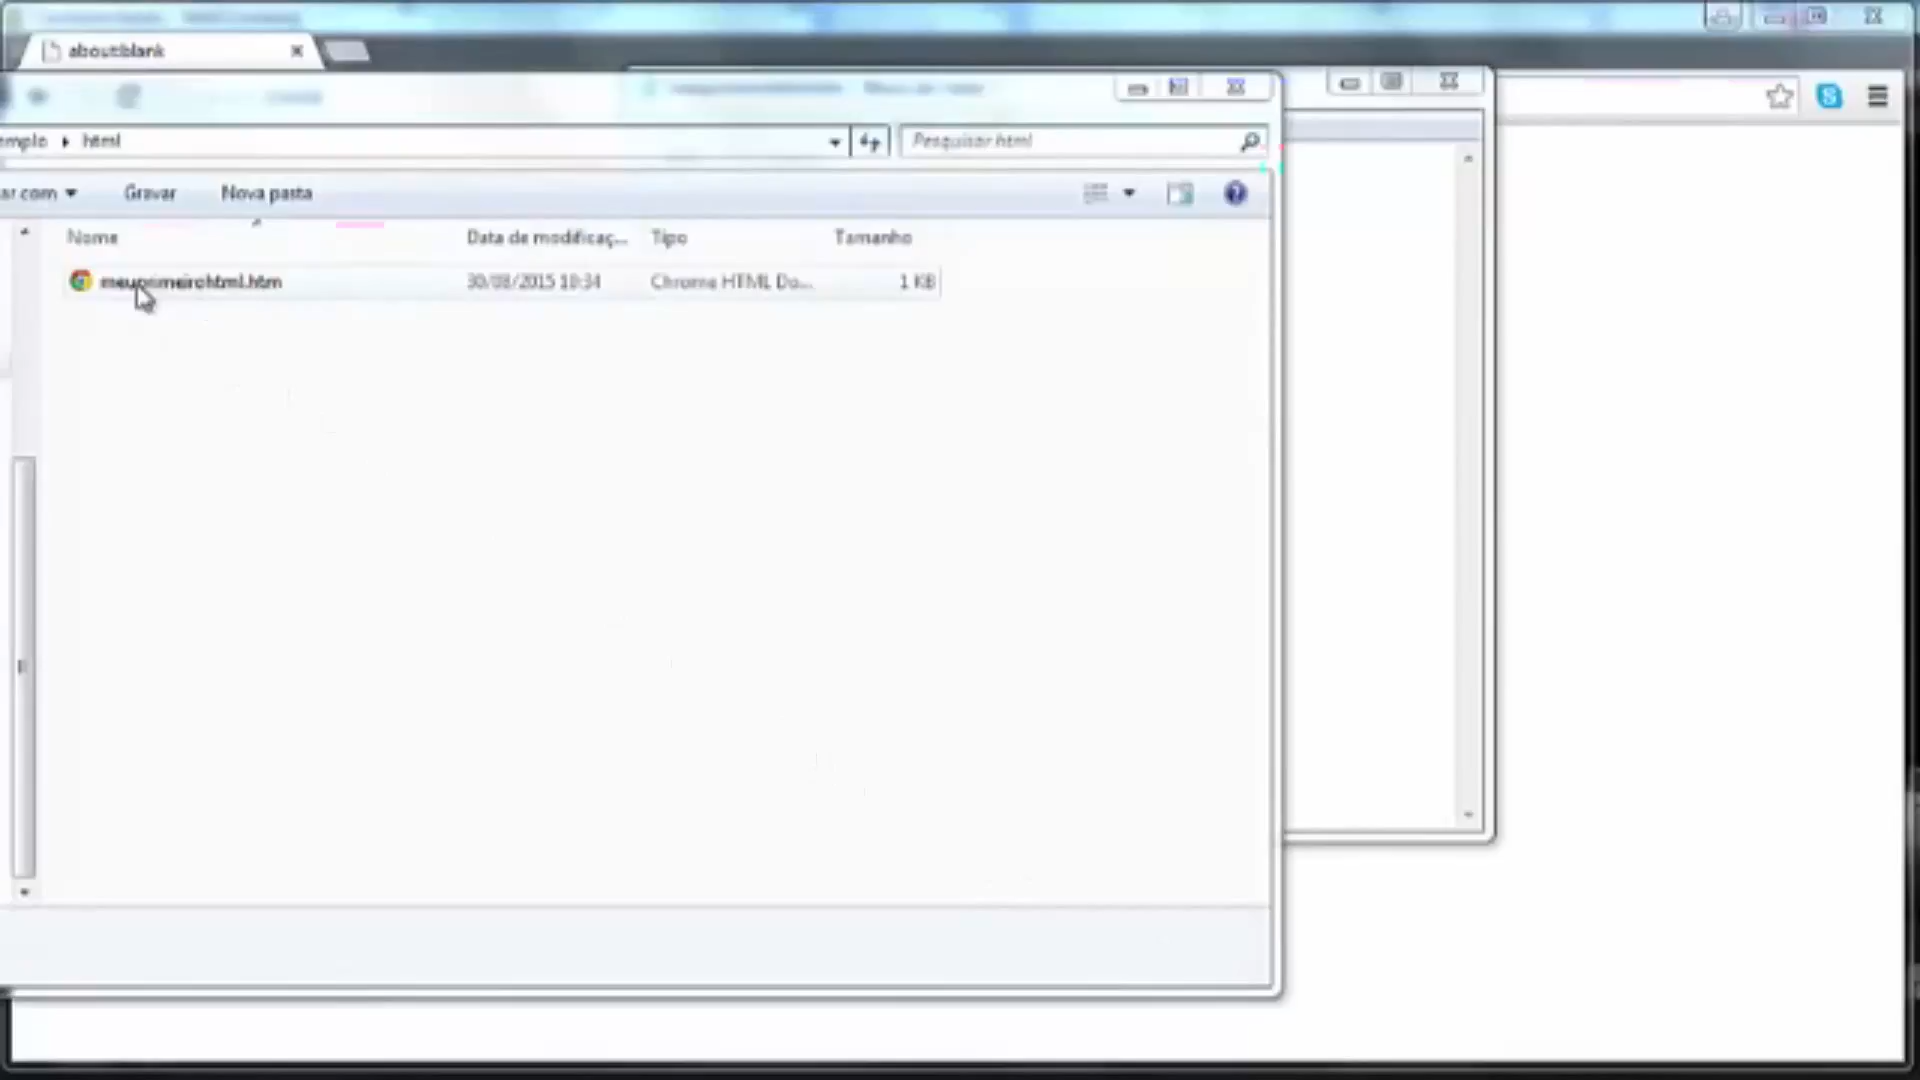 about:blank
emplo ▸ html
Pesquisar html
ar com
Gravar
Nova pasta
Nome
Data de modificaç...
Tipo
Tamanho
meuprimeirohtml.htm
30/08/2015 18:34
Chrome HTML Do...
1 KB